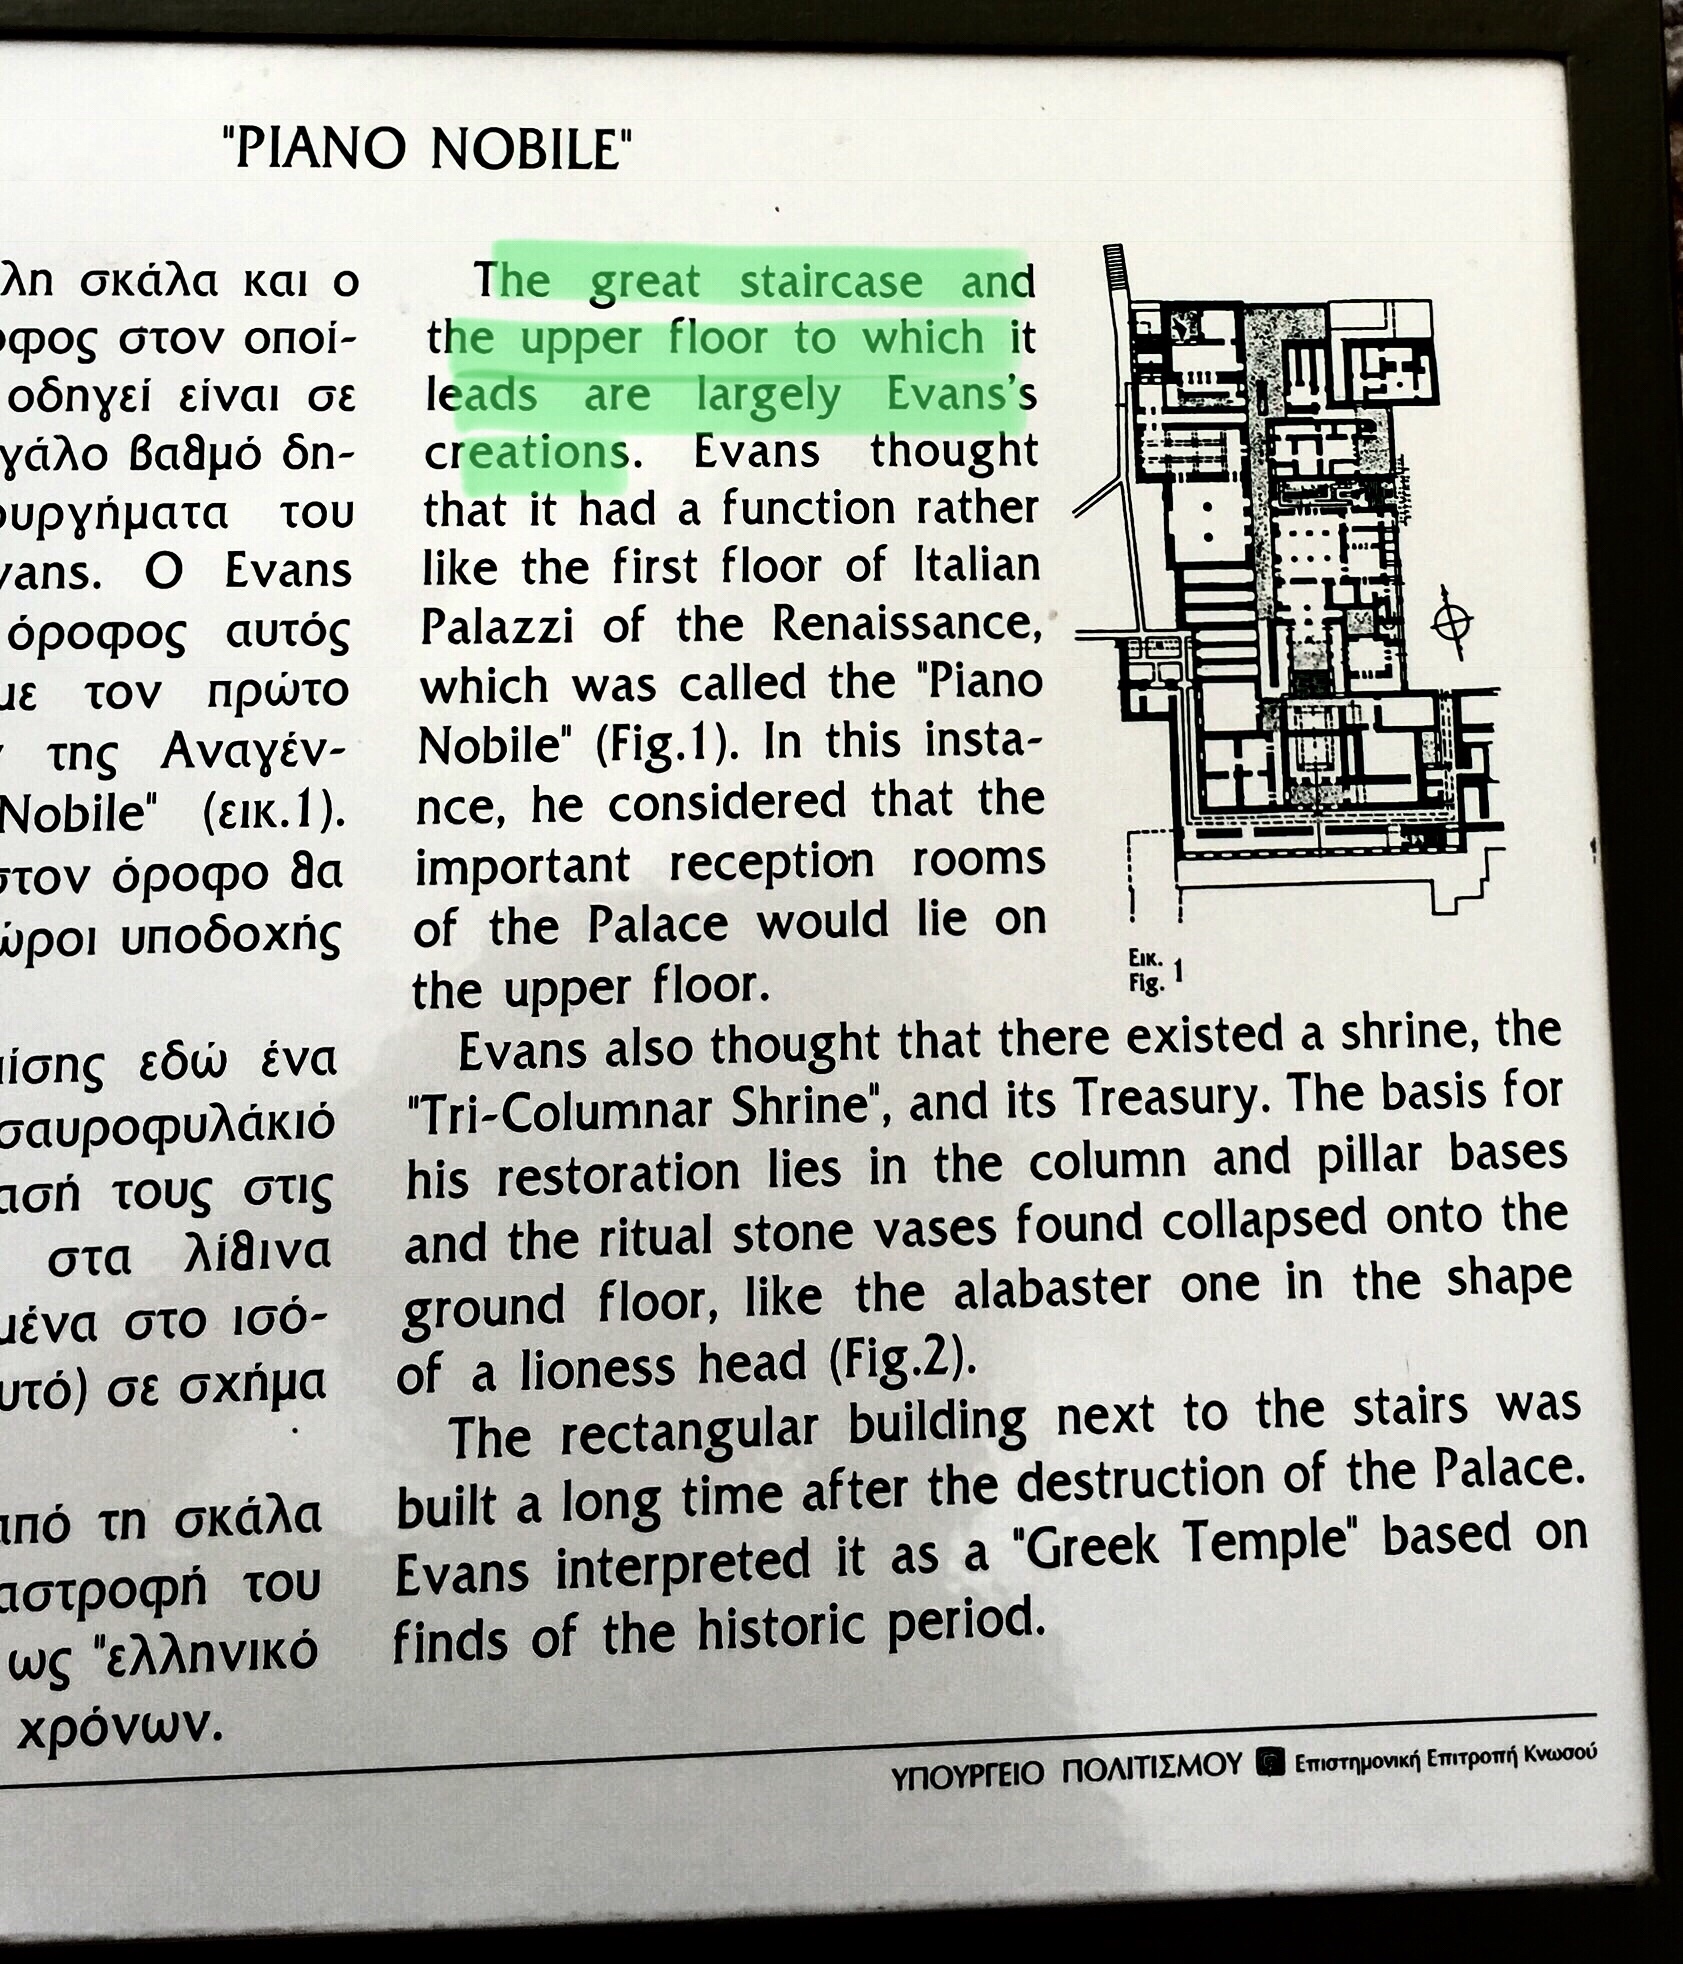 "PIANO NOBILE"
λη σκάλα και ο
οφος στον οποί-
οδηγεί είναι σε
γάλο βαθμό δη-
ουργήματα του
vans. Ο Evans
όροφος αυτός
με τον πρώτο
της Αναγέν-
Nobile" (εικ.1).
στον όροφο θα
ώροι υποδοχής
πίσης εδώ ένα
σαυροφυλάκιό
ασή τους στις
στα λίθινα
μένα στο ισό-
υτό) σε σχήμα
από τη σκάλα
αστροφή του
ως "ελληνικό
χρόνων.
The great staircase and
the upper floor to which it
leads are largely Evans's
creations. Evans thought
that it had a function rather
like the first floor of Italian
Palazzi of the Renaissance,
which was called the "Piano
Nobile" (Fig.1). In this insta-
nce, he considered that the
important reception rooms
of the Palace would lie on
the upper floor.
Evans also thought that there existed a shrine, the
"Tri-Columnar Shrine", and its Treasury. The basis for
his restoration lies in the column and pillar bases
and the ritual stone vases found collapsed onto the
ground floor, like the alabaster one in the shape
of a lioness head (Fig.2).
The rectangular building next to the stairs was
built a long time after the destruction of the Palace.
Evans interpreted it as a "Greek Temple" based on
finds of the historic period.
Εικ.
Fig. 1
ΥΠΟΥΡΓΕΙΟ ΠΟΛΙΤΙΣΜΟΥ Επιστημονική Επιτροπή Κνωσού